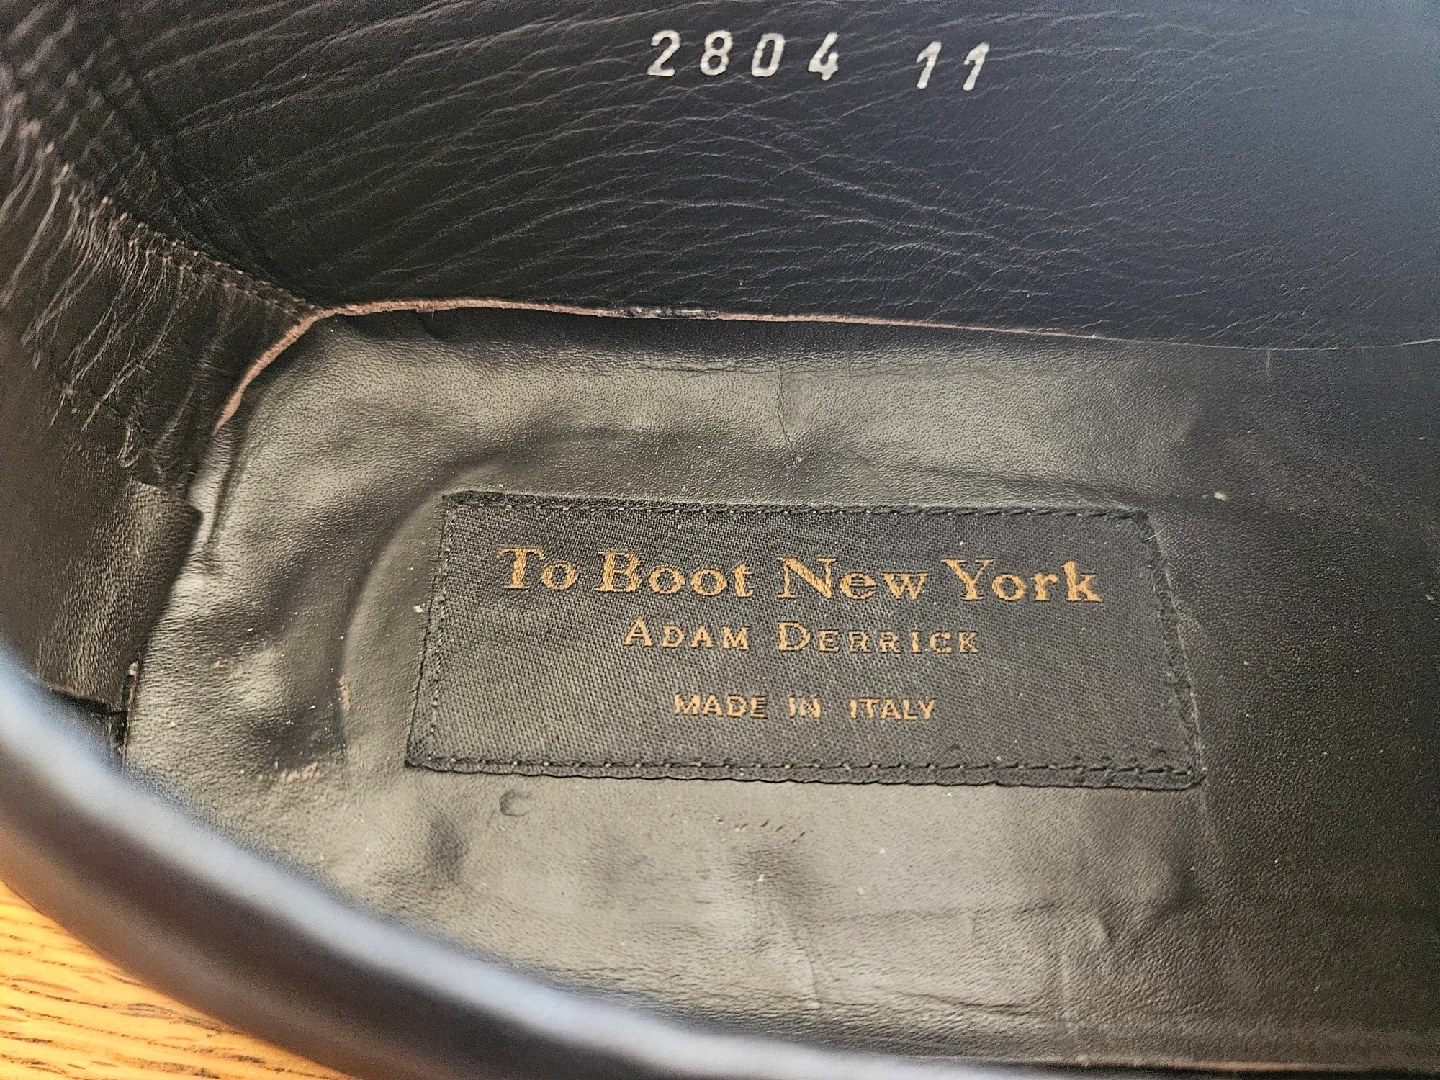 2804 11
To Boot New York
ADAM DERRICK
MADE IN ITALY